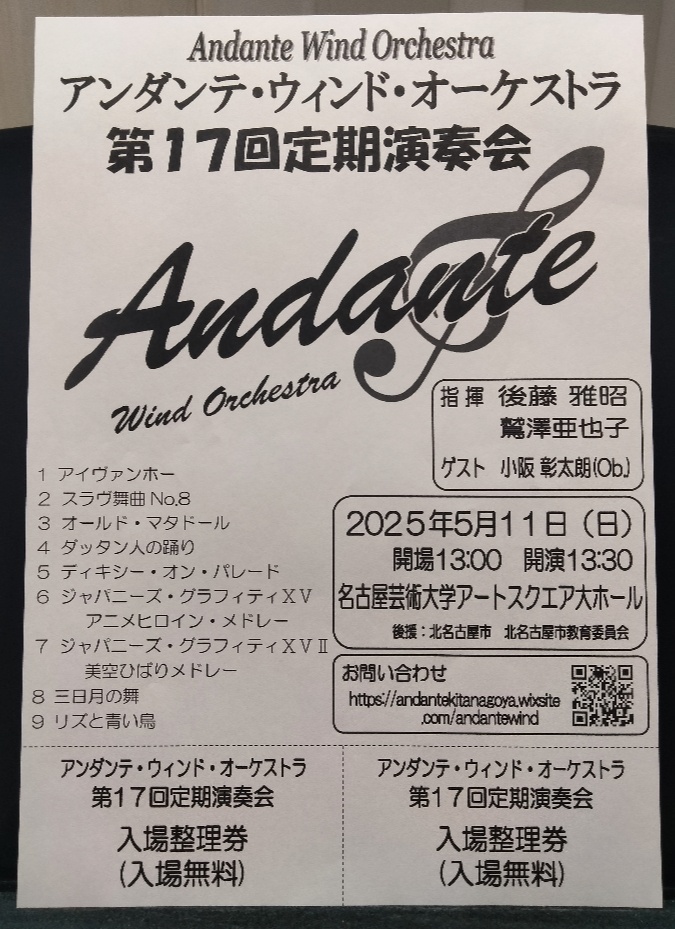 Andante Wind Orchestra
アンダンテ・ウィンド・オーケストラ
第17回定期演奏会
Andante
Wind Orchestra
指揮 後藤 雅昭
鷲澤亜也子
ゲスト 小阪 彰太朗(Ob.)
1 アイヴァンホー
2 スラヴ舞曲 No.8
3 オールド・マタドール
4 ダッタン人の踊り
5 ディキシー・オン・パレード
6 ジャパニーズ・グラフィティⅩⅤ
アニメヒロイン・メドレー
7 ジャパニーズ・グラフィティⅩⅤⅡ
美空ひばりメドレー
8 三日月の舞
9 リズと青い鳥
2025年5月11日（日）
開場13:00 開演13:30
名古屋芸術大学アートスクエア大ホール
後援：北名古屋市 北名古屋市教育委員会
お問い合わせ
https://andantekitanagoya.wixsite
.com/andantewind
アンダンテ・ウィンド・オーケストラ
第17回定期演奏会
入場整理券
(入場無料)
アンダンテ・ウィンド・オーケストラ
第17回定期演奏会
入場整理券
(入場無料)